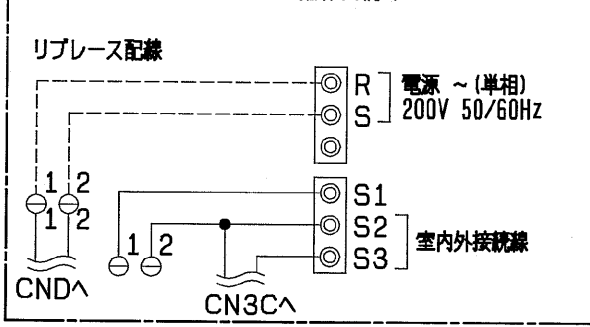 リプレース配線
R 電源 ~(単相)
S 200V 50/60Hz
1 2
1 2
S1
S2
S3
室内外接続線
1 2
CNDへ
CN3Cへ